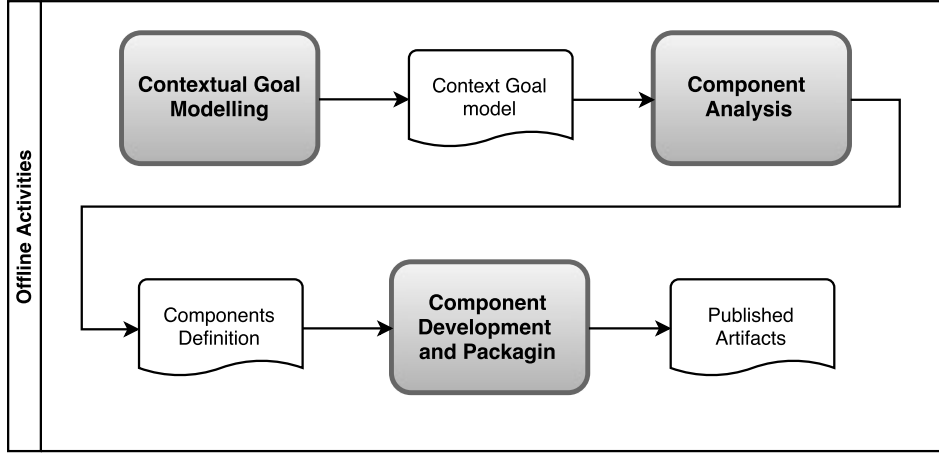 Offline Activities
Contextual Goal
Modelling
Context Goal
model
Component
Analysis
Components
Definition
Component
Development
and Packagin
Published
Artifacts